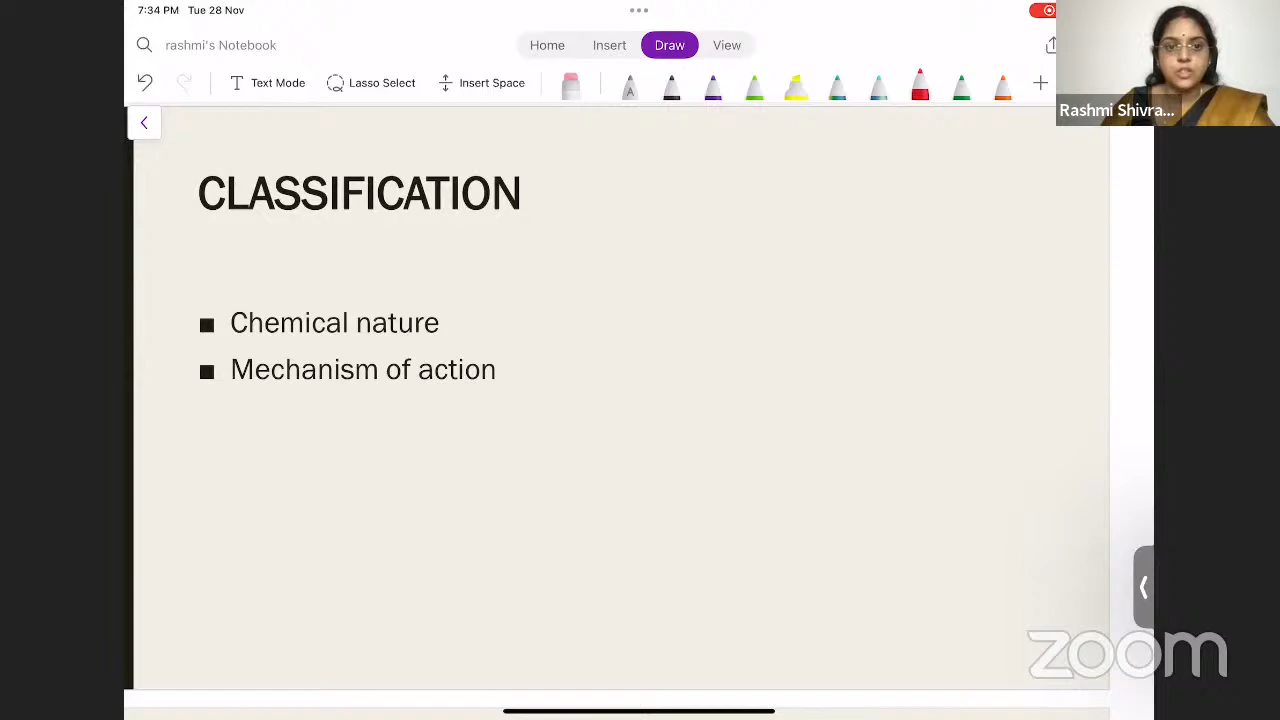 7:34 PM Tue 28 Nov
rashmi's Notebook
Home Insert Draw View
Text Mode Lasso Select Insert Space
A
Rashmi Shivra...
CLASSIFICATION
■ Chemical nature
■ Mechanism of action
zoom